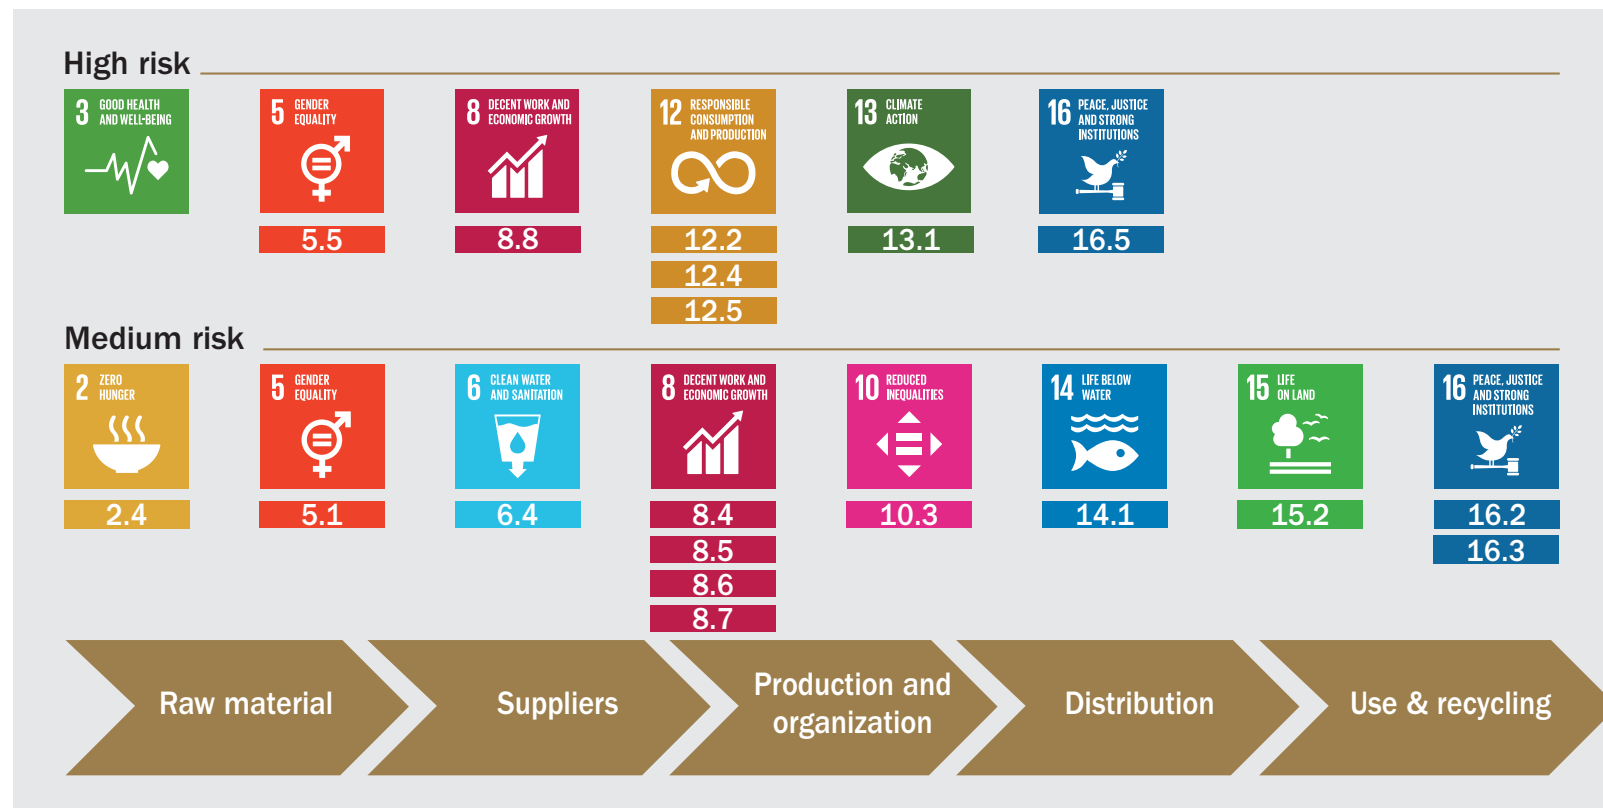 High risk
3 GOOD HEALTH
AND WELL-BEING
5 GENDER
EQUALITY
5.5
8 DECENT WORK AND
ECONOMIC GROWTH
8.8
12 RESPONSIBLE
CONSUMPTION
AND PRODUCTION
12.2
12.4
12.5
13 CLIMATE
ACTION
13.1
16 PEACE, JUSTICE
AND STRONG
INSTITUTIONS
16.5
Medium risk
2 ZERO
HUNGER
2.4
5 GENDER
EQUALITY
5.1
6 CLEAN WATER
AND SANITATION
6.4
8 DECENT WORK AND
ECONOMIC GROWTH
8.4
8.5
8.6
8.7
10 REDUCED
INEQUALITIES
10.3
14 LIFE BELOW
WATER
14.1
15 LIFE
ON LAND
15.2
16 PEACE, JUSTICE
AND STRONG
INSTITUTIONS
16.2
16.3
Raw material
Suppliers
Production and
organization
Distribution
Use & recycling